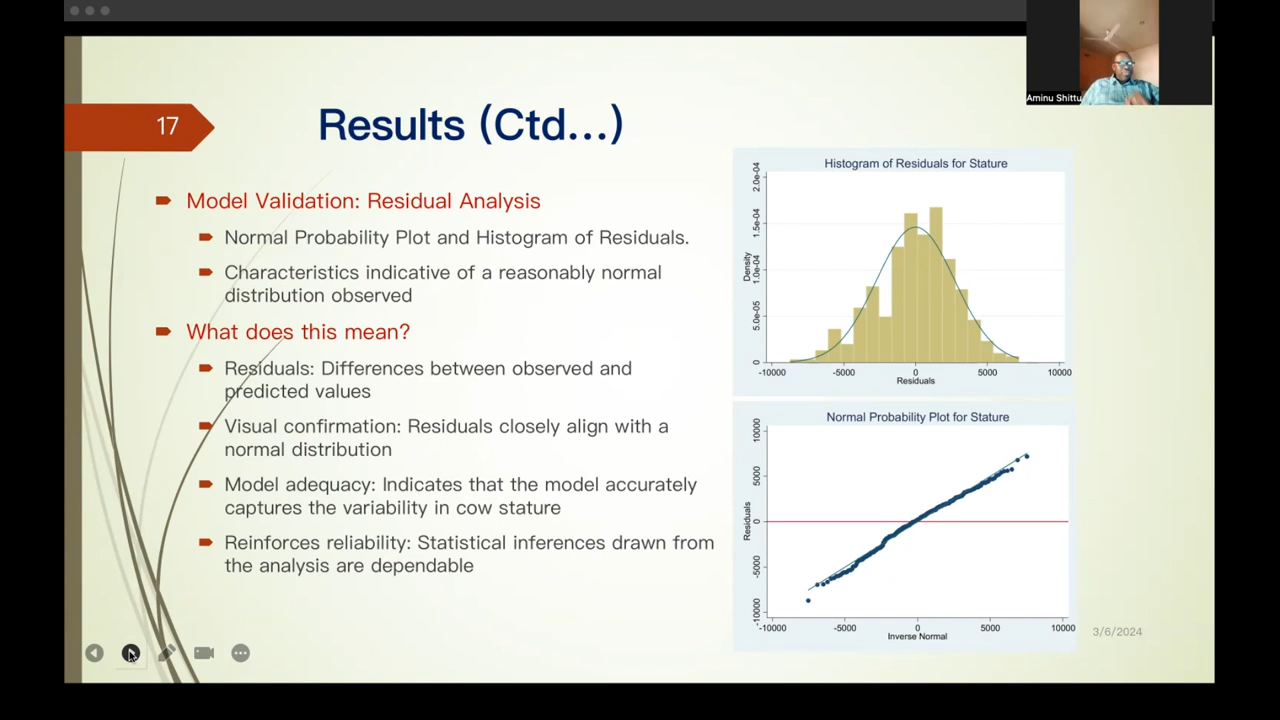 Aminu Shittu
17
Results (Ctd...)
Model Validation: Residual Analysis
Normal Probability Plot and Histogram of Residuals.
Characteristics indicative of a reasonably normal
distribution observed
What does this mean?
Residuals: Differences between observed and
predicted values
Visual confirmation: Residuals closely align with a
normal distribution
Model adequacy: Indicates that the model accurately
captures the variability in cow stature
Reinforces reliability: Statistical inferences drawn from
the analysis are dependable
Histogram of Residuals for Stature
Density
0 5.0e-05 1.0e-04 1.5e-04 2.0e-04
-10000 -5000 0 5000 10000
Residuals
Normal Probability Plot for Stature
Residuals
-10000 -5000 0 5000 10000
-10000 -5000 0 5000 10000
Inverse Normal
3/6/2024